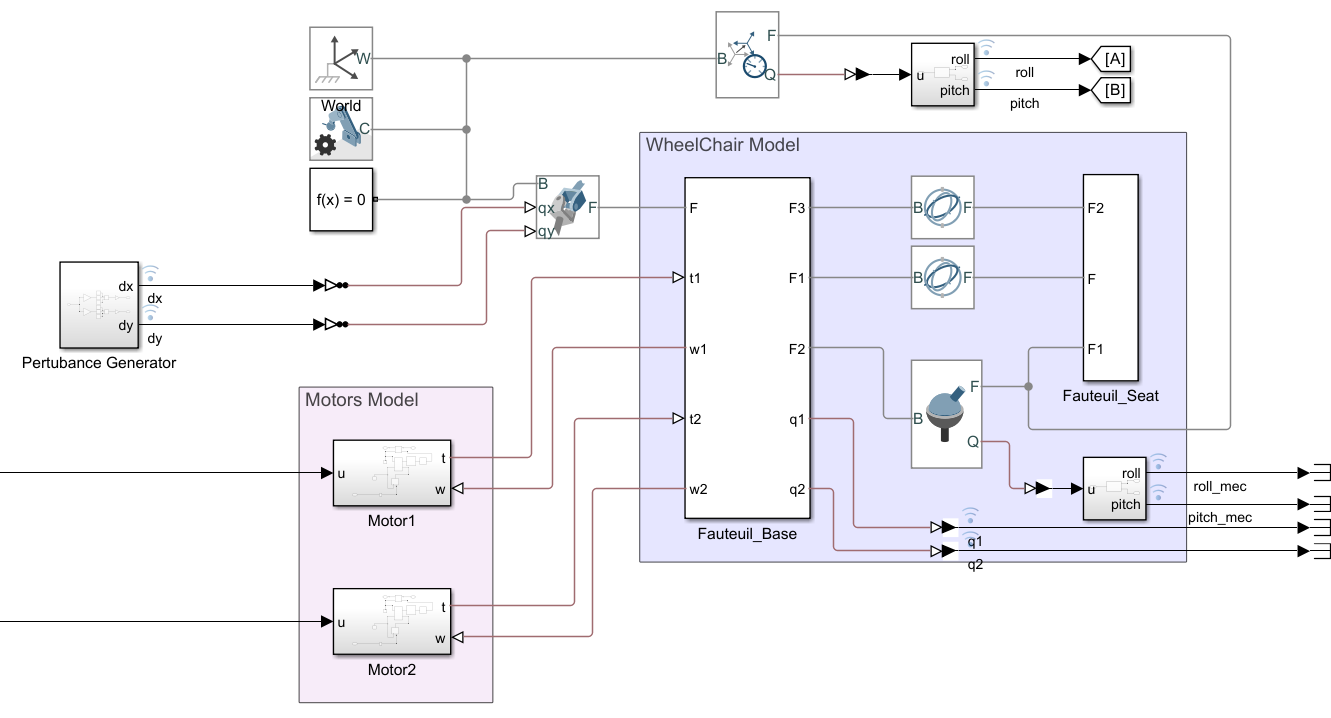 W
World
C
f(x) = 0
B
F
Q
u
roll
pitch
roll
pitch
[A]
[B]
B
qx
qy
F
dx
dy
dx
dy
Pertubance Generator
WheelChair Model
F
t1
w1
t2
w2
F3
F1
F2
q1
q2
Fauteuil_Base
B
F
B
F
B
F
Q
F2
F
F1
Fauteuil_Seat
u
roll
pitch
roll_mec
pitch_mec
q1
q2
Motors Model
u
t
w
Motor1
u
t
w
Motor2